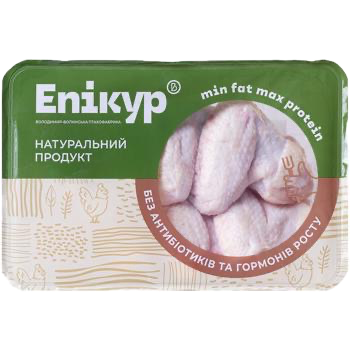 Епікур
ВОЛОДИМИР-ВОЛИНСЬКА ПТАХОФАБРИКА
НАТУРАЛЬНИЙ
ПРОДУКТ
min fat max protein
БЕЗ АНТИБІОТИКІВ ТА ГОРМОНІВ РОСТУ